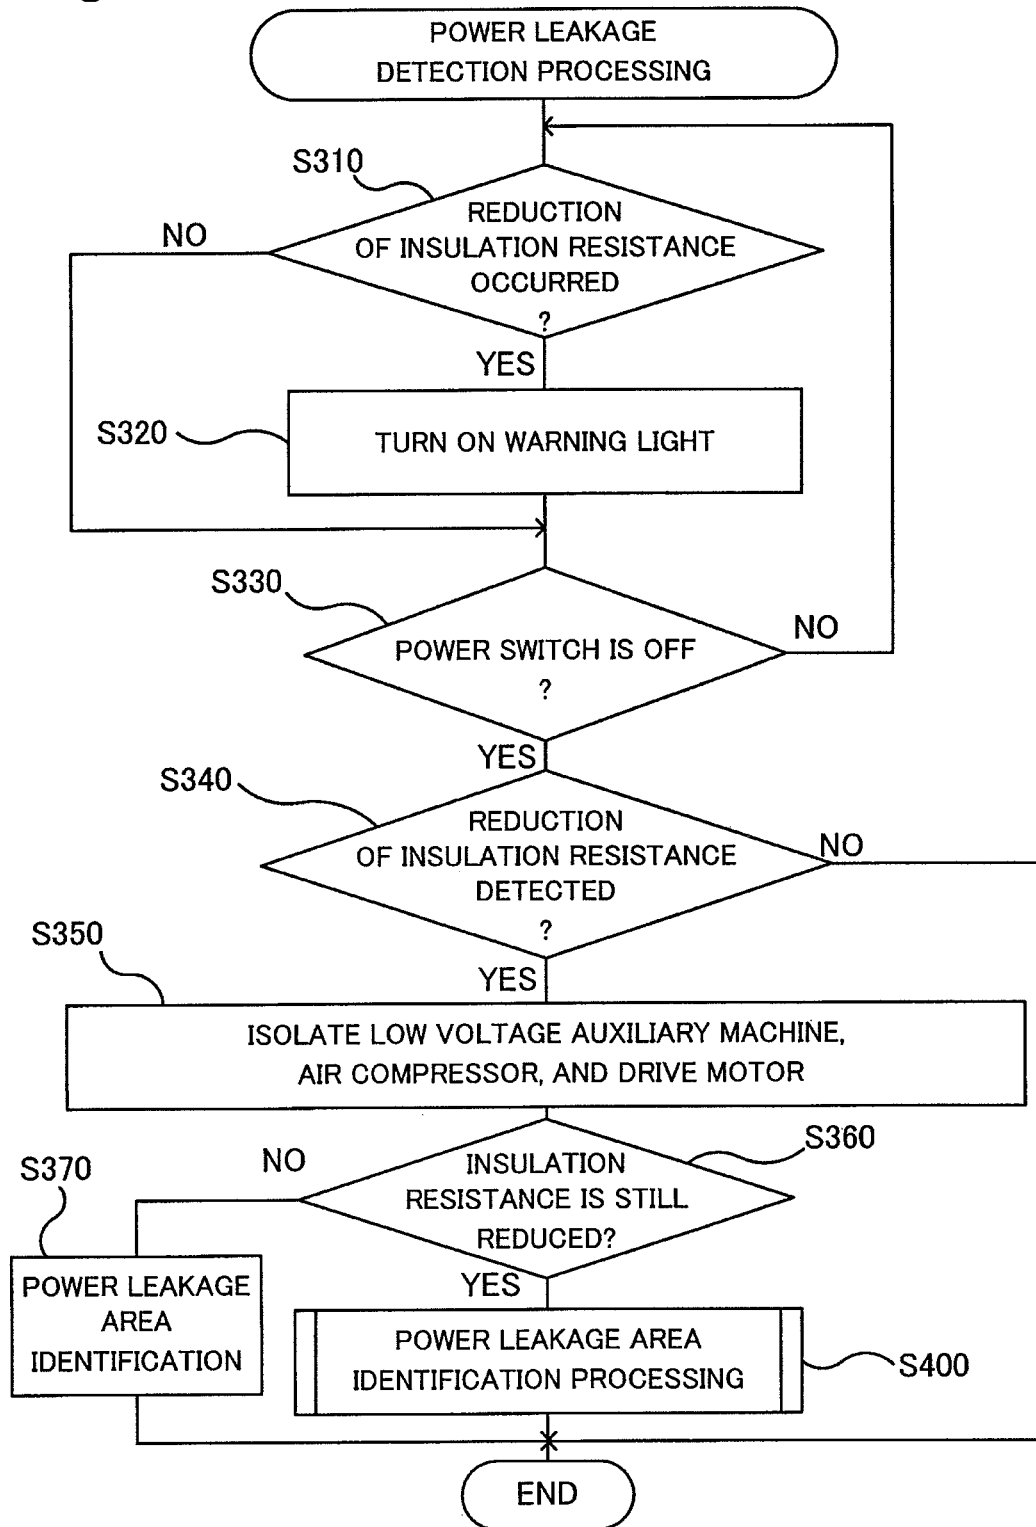 POWER LEAKAGE
DETECTION PROCESSING
S310
REDUCTION
OF INSULATION RESISTANCE
OCCURRED
?
NO
YES
S320
TURN ON WARNING LIGHT
S330
POWER SWITCH IS OFF
?
NO
YES
S340
REDUCTION
OF INSULATION RESISTANCE
DETECTED
?
NO
YES
S350
ISOLATE LOW VOLTAGE AUXILIARY MACHINE,
AIR COMPRESSOR, AND DRIVE MOTOR
S360
INSULATION
RESISTANCE IS STILL
REDUCED?
NO
YES
S370
POWER LEAKAGE
AREA
IDENTIFICATION
POWER LEAKAGE AREA
IDENTIFICATION PROCESSING
S400
END